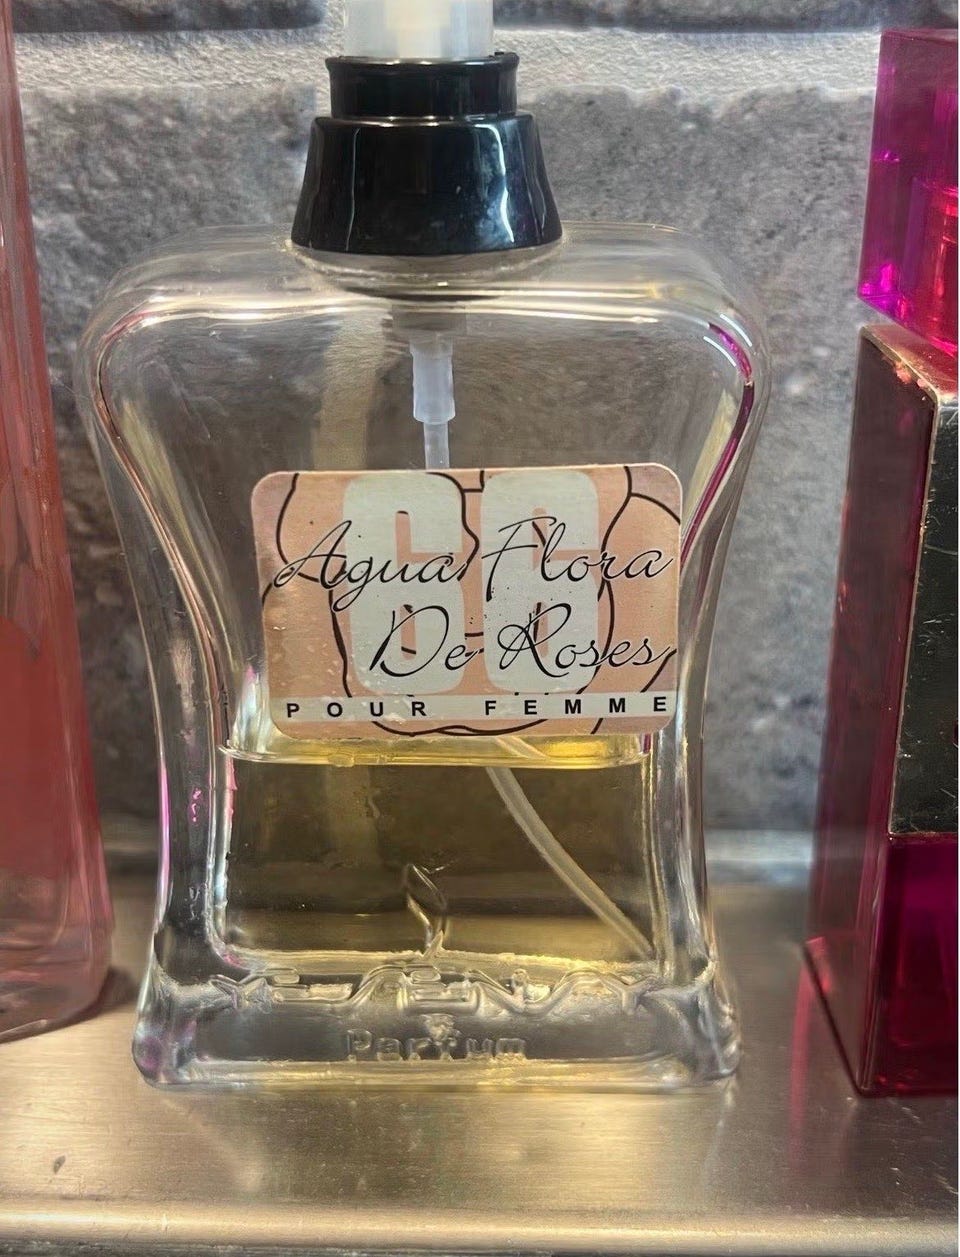 66
Agua Flora
De Roses
POUR FEMME
Parfum